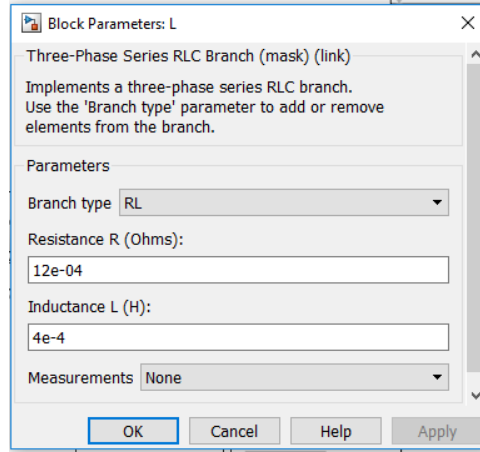 Block Parameters: L
Three-Phase Series RLC Branch (mask) (link)
Implements a three-phase series RLC branch.
Use the 'Branch type' parameter to add or remove
elements from the branch.
Parameters
Branch type RL
Resistance R (Ohms):
12e-04
Inductance L (H):
4e-4
Measurements None
OK Cancel Help Apply